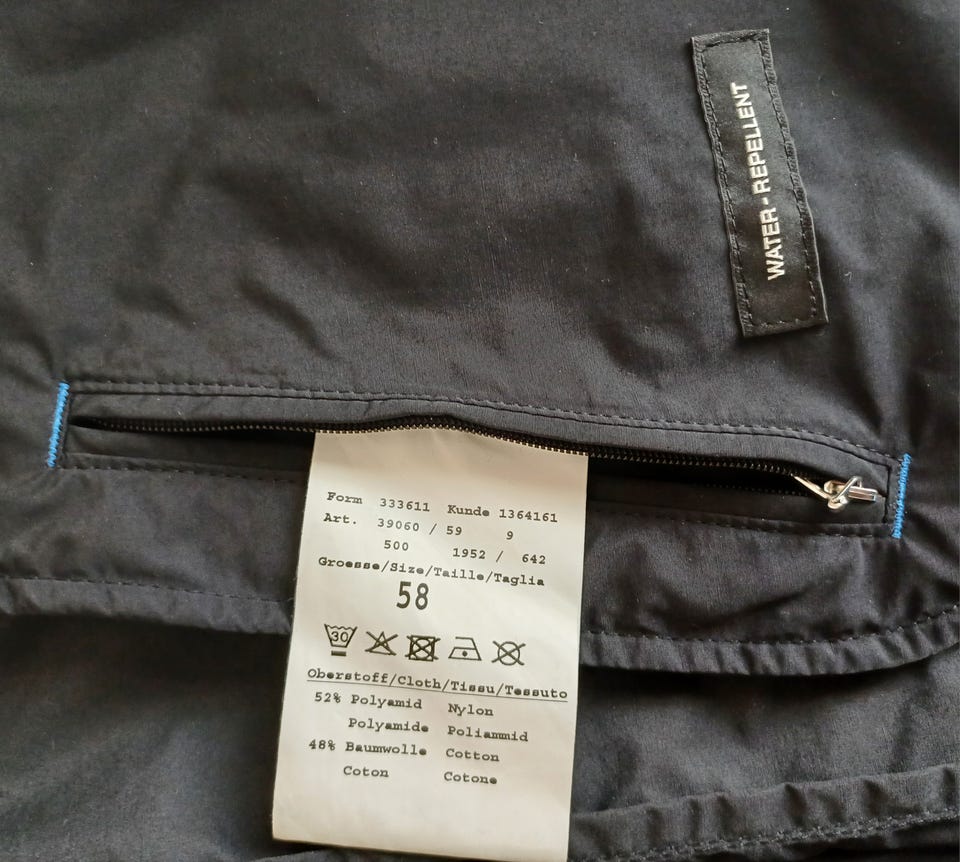 WATER-REPELLENT
Form 333611 Kunde 1364161
Art. 39060 / 59 9
500 1952 / 642
Groesse/Size/Taille/Taglia
58
30
Oberstoff/Cloth/Tissu/Tessuto
52% Polyamid Nylon
Polyamide Poliammid
48% Baumwolle Cotton
Coton Cotone